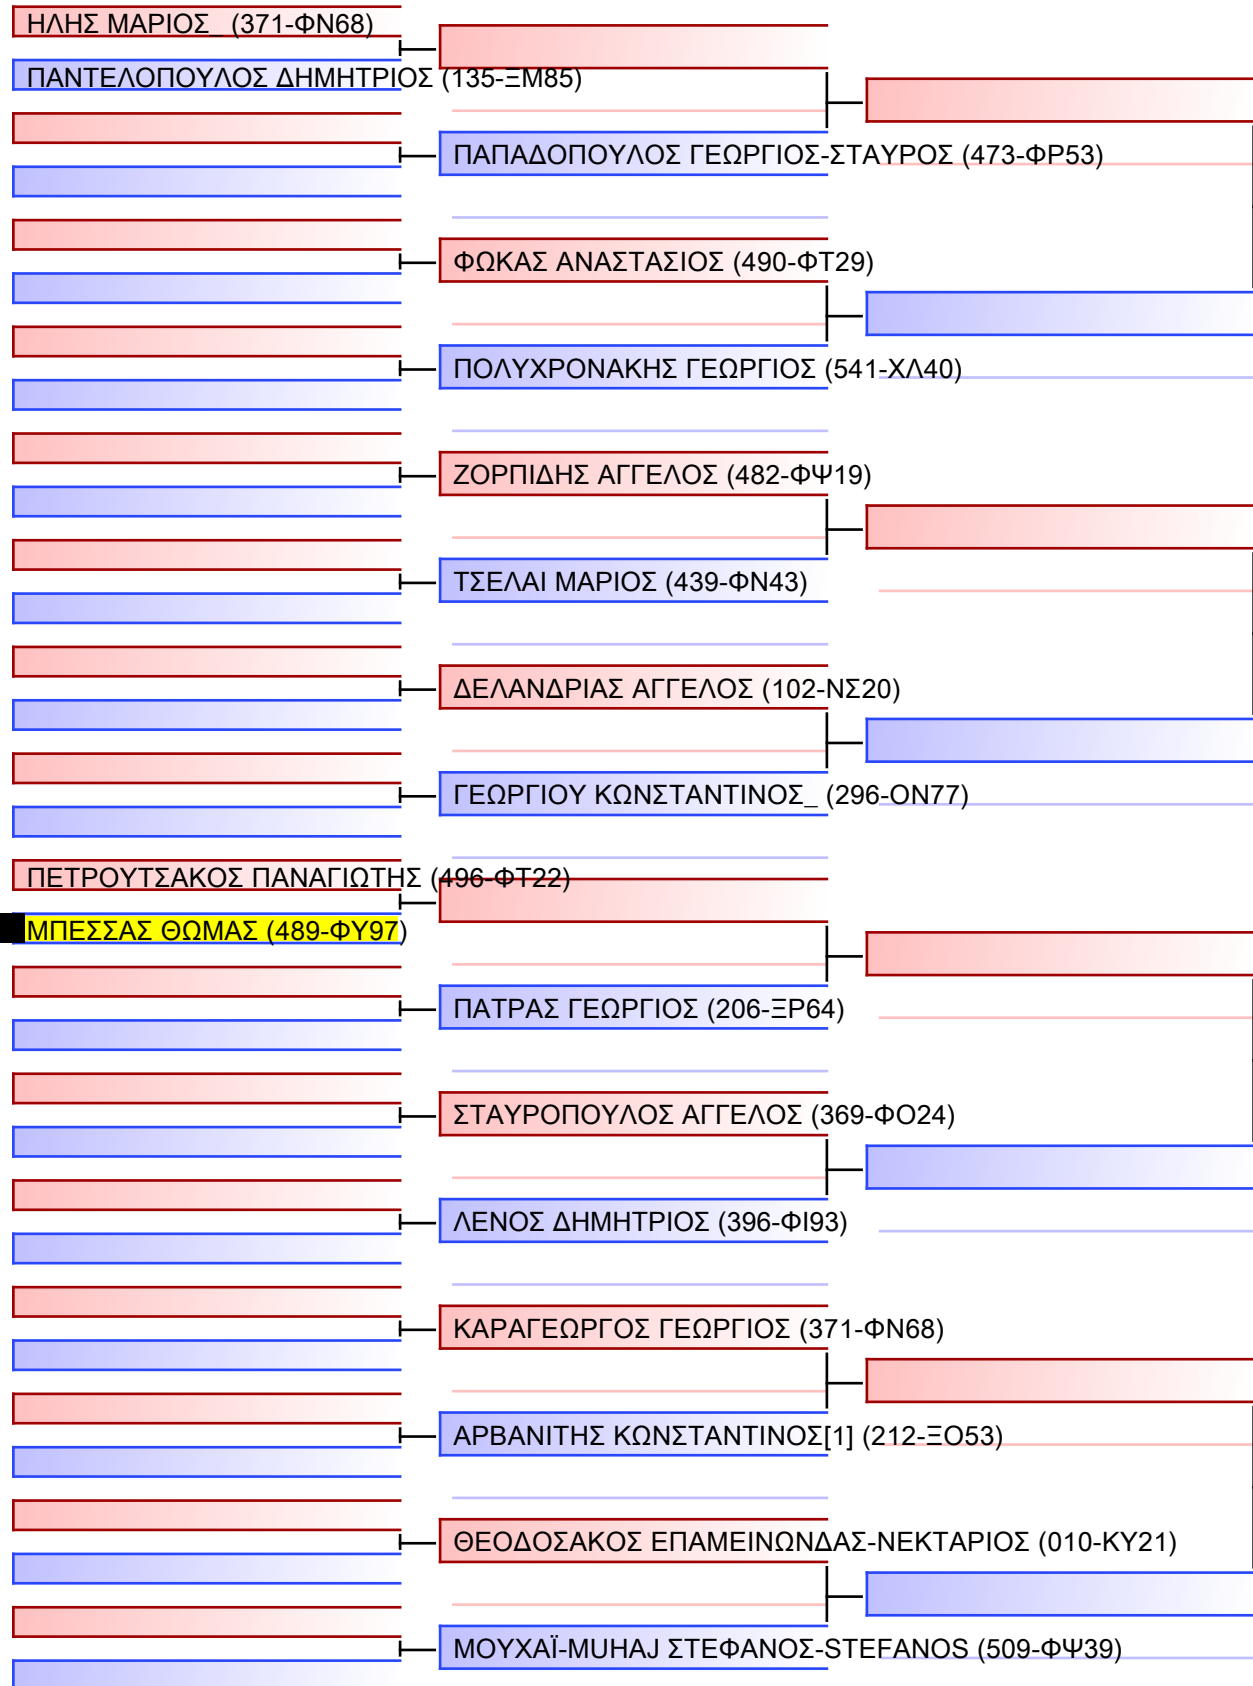 ΗΛΗΣ ΜΑΡΙΟΣ_ (371-ΦΝ68)
ΠΑΝΤΕΛΟΠΟΥΛΟΣ ΔΗΜΗΤΡΙΟΣ (135-ΞΜ85)
ΠΑΠΑΔΟΠΟΥΛΟΣ ΓΕΩΡΓΙΟΣ-ΣΤΑΥΡΟΣ (473-ΦΡ53)
ΦΩΚΑΣ ΑΝΑΣΤΑΣΙΟΣ (490-ΦΤ29)
ΠΟΛΥΧΡΟΝΑΚΗΣ ΓΕΩΡΓΙΟΣ (541-ΧΛ40)
ΖΟΡΠΙΔΗΣ ΑΓΓΕΛΟΣ (482-ΦΨ19)
ΤΣΕΛΑΙ ΜΑΡΙΟΣ (439-ΦΝ43)
ΔΕΛΑΝΔΡΙΑΣ ΑΓΓΕΛΟΣ (102-ΝΣ20)
ΓΕΩΡΓΙΟΥ ΚΩΝΣΤΑΝΤΙΝΟΣ_ (296-ΟΝ77)
ΠΕΤΡΟΥΤΣΑΚΟΣ ΠΑΝΑΓΙΩΤΗΣ (496-ΦΤ22)
ΜΠΕΣΣΑΣ ΘΩΜΑΣ (489-ΦΥ97)
ΠΑΤΡΑΣ ΓΕΩΡΓΙΟΣ (206-ΞΡ64)
ΣΤΑΥΡΟΠΟΥΛΟΣ ΑΓΓΕΛΟΣ (369-ΦΟ24)
ΛΕΝΟΣ ΔΗΜΗΤΡΙΟΣ (396-ΦΙ93)
ΚΑΡΑΓΕΩΡΓΟΣ ΓΕΩΡΓΙΟΣ (371-ΦΝ68)
ΑΡΒΑΝΙΤΗΣ ΚΩΝΣΤΑΝΤΙΝΟΣ[1] (212-ΞΟ53)
ΘΕΟΔΟΣΑΚΟΣ ΕΠΑΜΕΙΝΩΝΔΑΣ-ΝΕΚΤΑΡΙΟΣ (010-ΚΥ21)
ΜΟΥΧΑΪ-MUHAJ ΣΤΕΦΑΝΟΣ-STEFANOS (509-ΦΨ39)